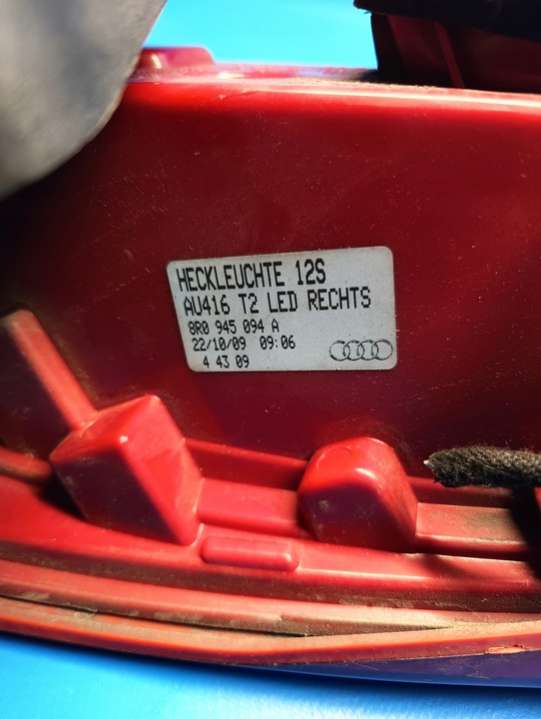 HECKLEUCHTE 12S
AU416 T2 LED RECHTS
8R0 945 094 A
22/10/09 09:06
4 43 09